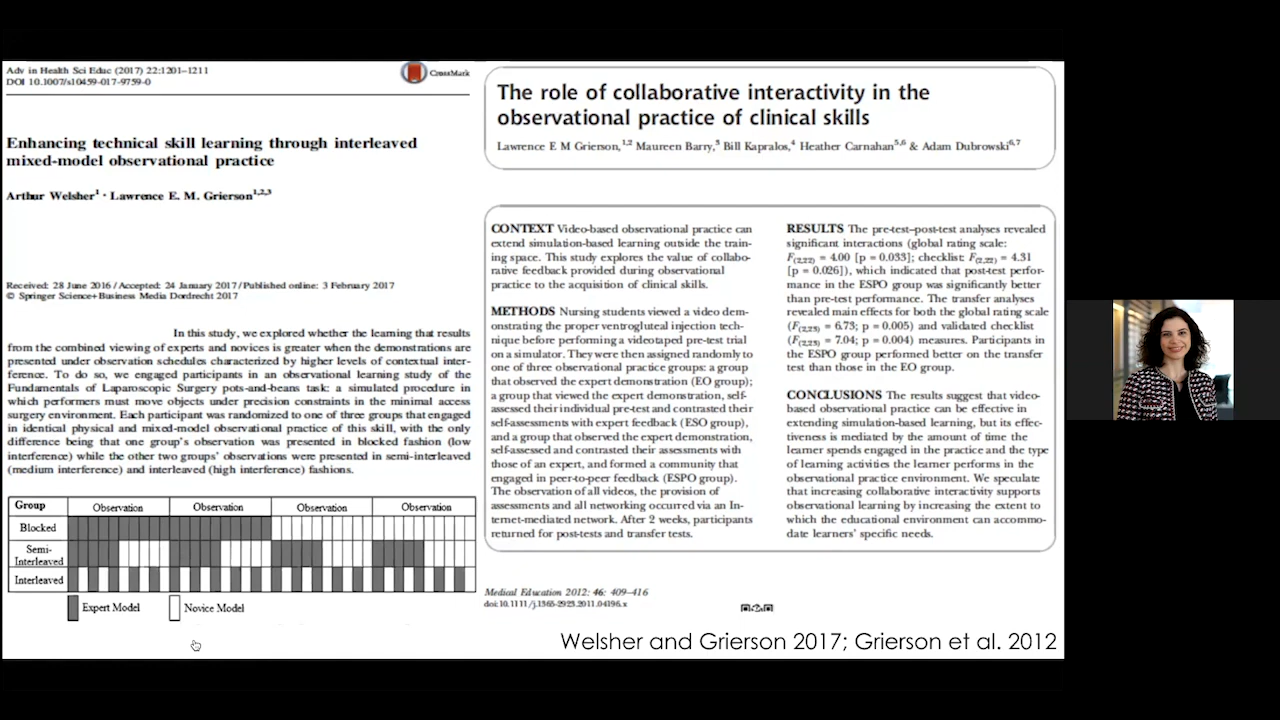 Adv in Health Sci Educ (2017) 22:1201–1211
DOI 10.1007/s10459-017-9759-0
CrossMark
Enhancing technical skill learning through interleaved
mixed-model observational practice
Arthur Welsher1 · Lawrence E. M. Grierson1,2,3
Received: 28 June 2016 / Accepted: 24 January 2017 / Published online: 3 February 2017
© Springer Science+Business Media Dordrecht 2017
In this study, we explored whether the learning that results
from the combined viewing of experts and novices is greater when the demonstrations are
presented under observation schedules characterized by higher levels of contextual inter-
ference. To do so, we engaged participants in an observational learning study of the
Fundamentals of Laparoscopic Surgery pots-and-beans task: a simulated procedure in
which performers must move objects under precision constraints in the minimal access
surgery environment. Each participant was randomized to one of three groups that engaged
in identical physical and mixed-model observational practice of this skill, with the only
difference being that one group's observation was presented in blocked fashion (low
interference) while the other two groups' observations were presented in semi-interleaved
(medium interference) and interleaved (high interference) fashions.
Group Observation Observation Observation Observation
Blocked
Semi-
Interleaved
Interleaved
Expert Model Novice Model
The role of collaborative interactivity in the
observational practice of clinical skills
Lawrence E M Grierson,1,2 Maureen Barry,3 Bill Kapralos,4 Heather Carnahan5,6 & Adam Dubrowski6,7
CONTEXT Video-based observational practice can
extend simulation-based learning outside the train-
ing space. This study explores the value of collabo-
rative feedback provided during observational
practice to the acquisition of clinical skills.
METHODS Nursing students viewed a video dem-
onstrating the proper ventrogluteal injection tech-
nique before performing a videotaped pre-test trial
on a simulator. They were then assigned randomly to
one of three observational practice groups: a group
that observed the expert demonstration (EO group);
a group that viewed the expert demonstration, self-
assessed their individual pre-test and contrasted their
self-assessments with expert feedback (ESO group),
and a group that observed the expert demonstration,
self-assessed and contrasted their assessments with
those of an expert, and formed a community that
engaged in peer-to-peer feedback (ESPO group).
The observation of all videos, the provision of
assessments and all networking occurred via an In-
ternet-mediated network. After 2 weeks, participants
returned for post-tests and transfer tests.
RESULTS The pre-test–post-test analyses revealed
significant interactions (global rating scale:
F(2,22) = 4.00 [p = 0.033]; checklist: F(2,22) = 4.31
[p = 0.026]), which indicated that post-test perfor-
mance in the ESPO group was significantly better
than pre-test performance. The transfer analyses
revealed main effects for both the global rating scale
(F(2,23) = 6.73; p = 0.005) and validated checklist
(F(2,23) = 7.04; p = 0.004) measures. Participants in
the ESPO group performed better on the transfer
test than those in the EO group.
CONCLUSIONS The results suggest that video-
based observational practice can be effective in
extending simulation-based learning, but its effec-
tiveness is mediated by the amount of time the
learner spends engaged in the practice and the type
of learning activities the learner performs in the
observational practice environment. We speculate
that increasing collaborative interactivity supports
observational learning by increasing the extent to
which the educational environment can accommo-
date learners' specific needs.
Medical Education 2012: 46: 409–416
doi:10.1111/j.1365-2923.2011.04196.x
Welsher and Grierson 2017; Grierson et al. 2012